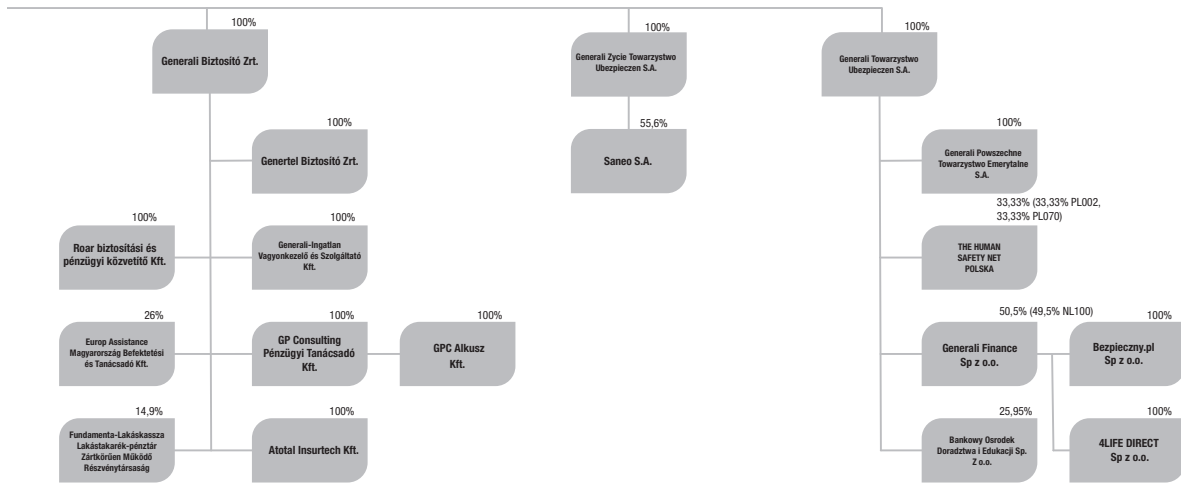 100%
Generali Biztosító Zrt.
100%
Generali Zycie Towarzystwo
Ubezpieczen S.A.
100%
Generali Towarzystwo
Ubezpieczen S.A.
100%
Genertel Biztosító Zrt.
55,6%
Saneo S.A.
100%
Generali Powszechne
Towarzystwo Emerytalne
S.A.
100%
Roar biztosítási és
pénzügyi közvetítő Kft.
100%
Generali-Ingatlan
Vagyonkezelő és Szolgáltató
Kft.
33,33% (33,33% PL002,
33,33% PL070)
THE HUMAN
SAFETY NET
POLSKA
26%
Europ Assistance
Magyarország Befektetési
és Tanácsadó Kft.
100%
GP Consulting
Pénzügyi Tanácsadó
Kft.
100%
GPC Alkusz
Kft.
50,5% (49,5% NL100)
Generali Finance
Sp z o.o.
100%
Bezpieczny.pl
Sp z o.o.
14,9%
Fundamenta-Lakáskassza
Lakástakarék-pénztár
Zártkörűen Működő
Részvénytársaság
100%
Atotal Insurtech Kft.
25,95%
Bankowy Osrodek
Doradztwa i Edukacji Sp.
Z o.o.
100%
4LIFE DIRECT
Sp z o.o.